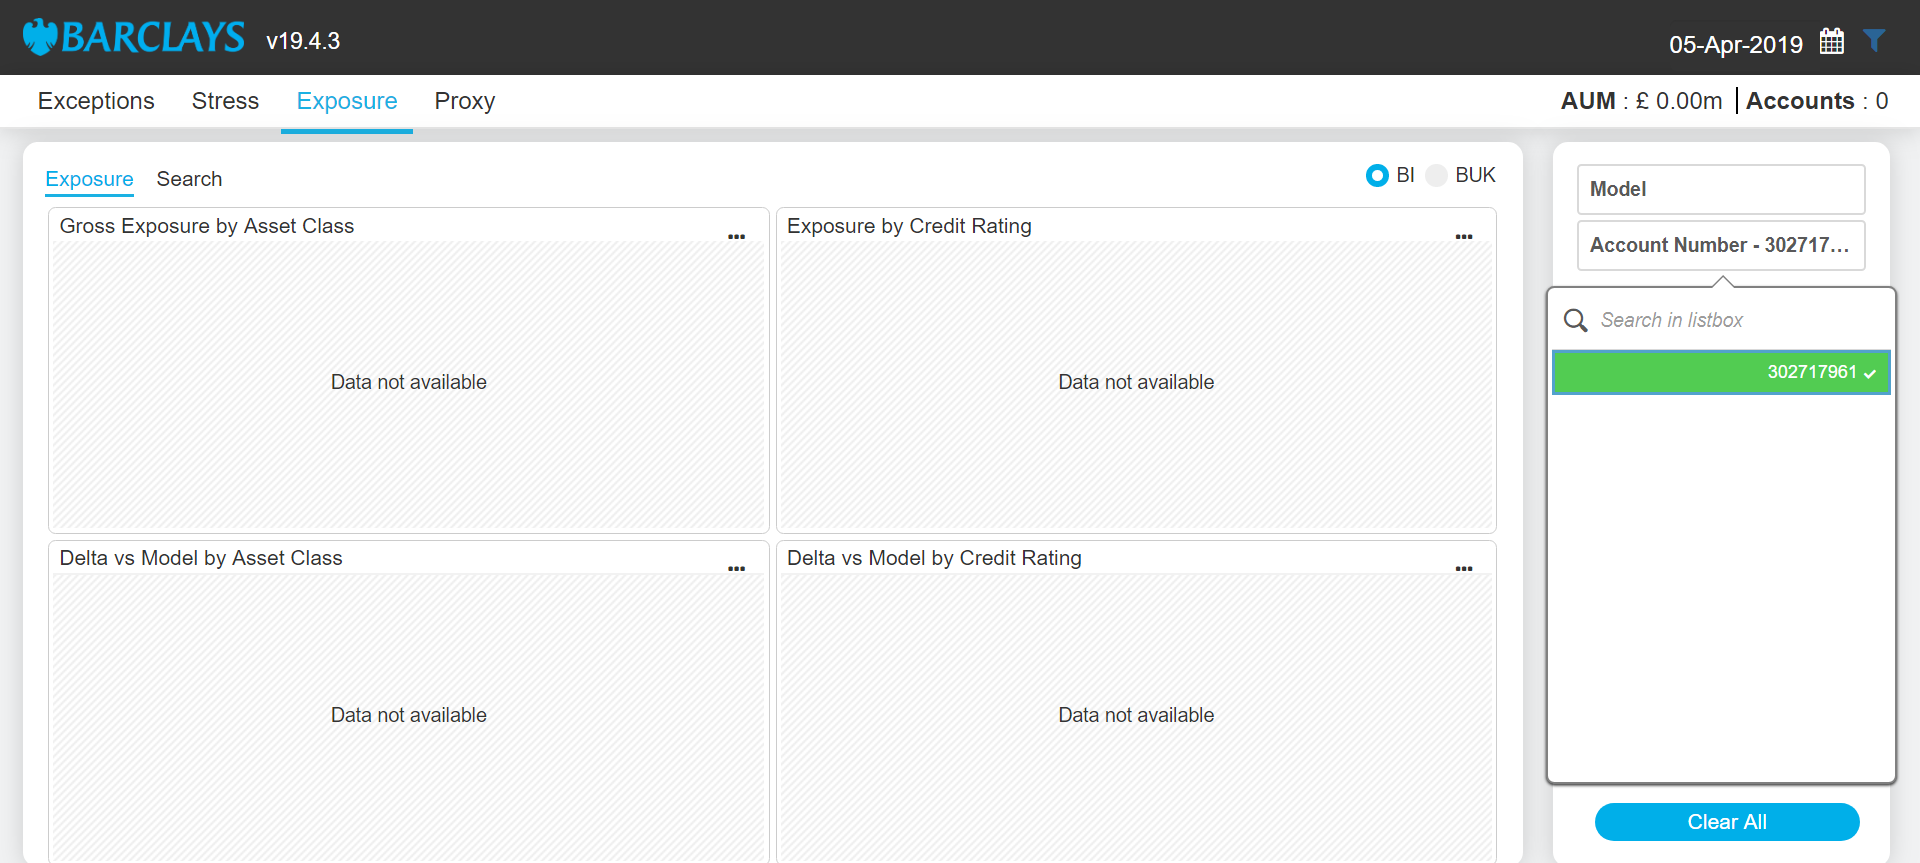 BARCLAYS v19.4.3
05-Apr-2019
Exceptions Stress Exposure Proxy
AUM : £ 0.00m Accounts : 0
Exposure Search
BI BUK
Gross Exposure by Asset Class
...
Data not available
Exposure by Credit Rating
...
Data not available
Delta vs Model by Asset Class
...
Data not available
Delta vs Model by Credit Rating
...
Data not available
Model
Account Number - 302717...
Search in listbox
302717961
Clear All